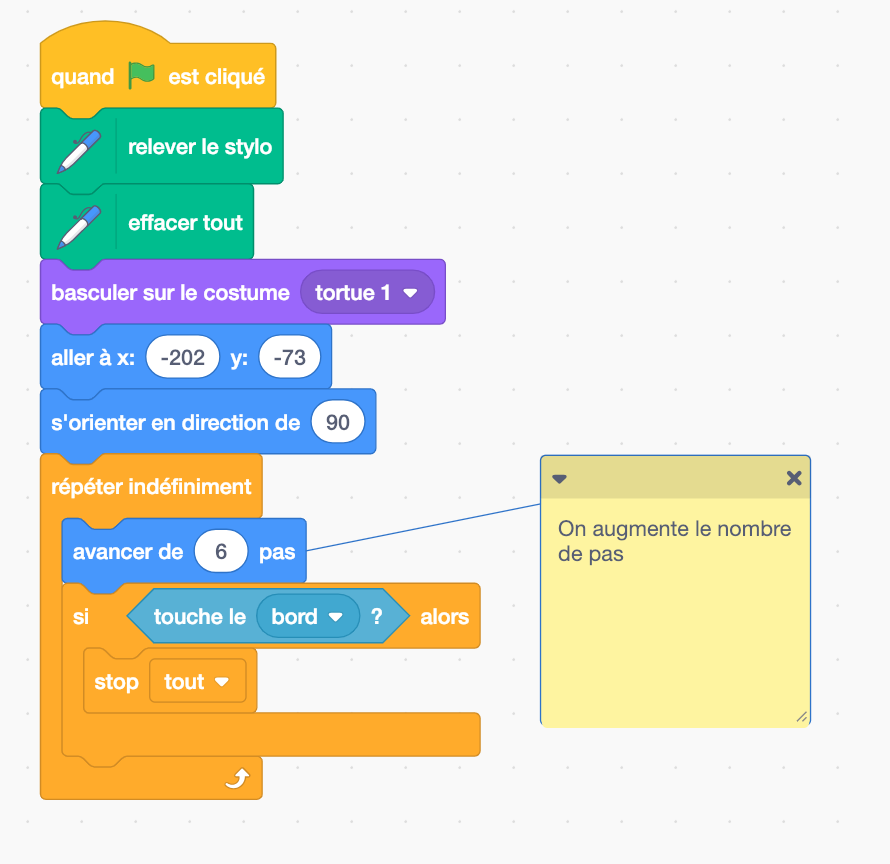 quand est cliqué
relever le stylo
effacer tout
basculer sur le costume tortue 1
aller à x: -202 y: -73
s'orienter en direction de 90
répéter indéfiniment
avancer de 6 pas
si touche le bord ? alors
stop tout
On augmente le nombre
de pas